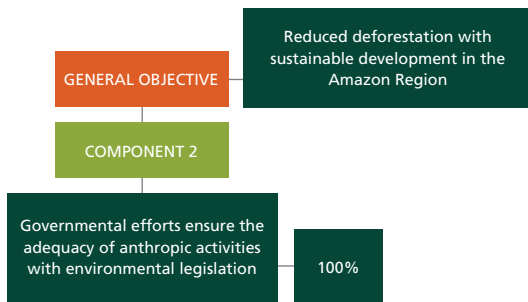 Reduced deforestation with
sustainable development in the
Amazon Region
GENERAL OBJECTIVE
COMPONENT 2
Governmental efforts ensure the
adequacy of anthropic activities
with environmental legislation
100%